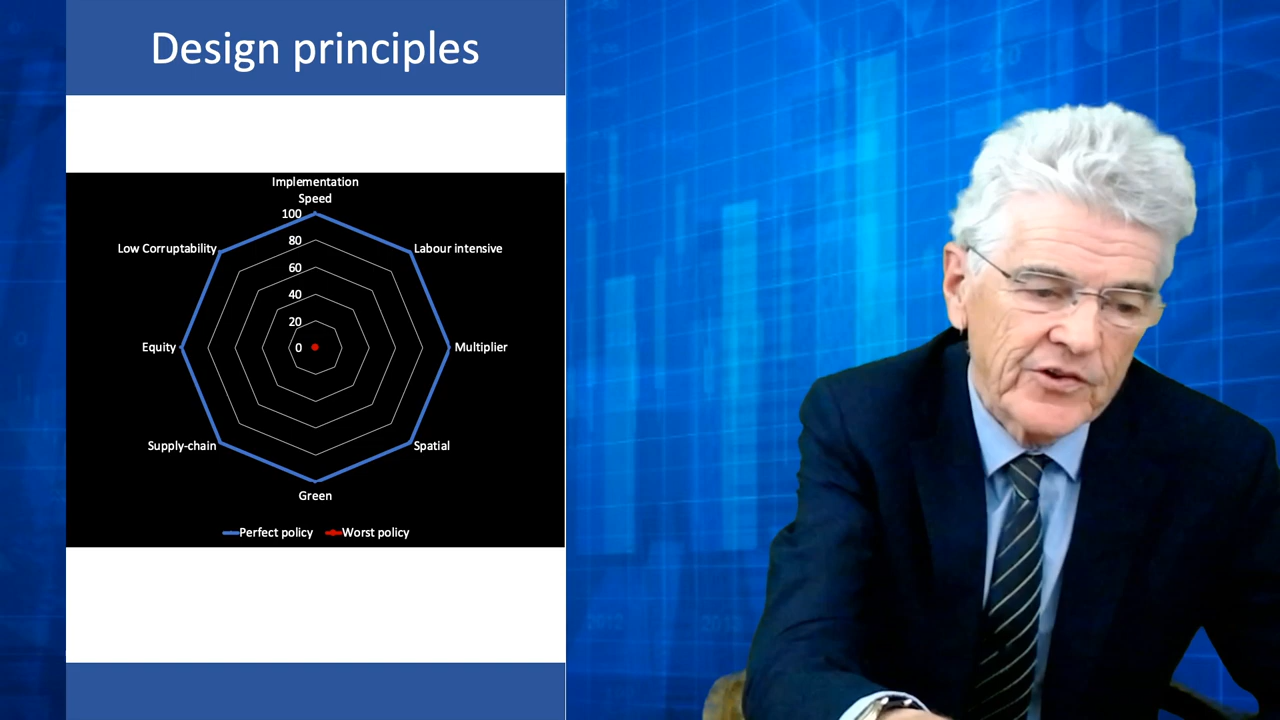 Design principles
Implementation
Speed
100
Low Corruptability
Labour intensive
80
60
40
20
Equity
0
Multiplier
Supply-chain
Spatial
Green
Perfect policy
Worst policy